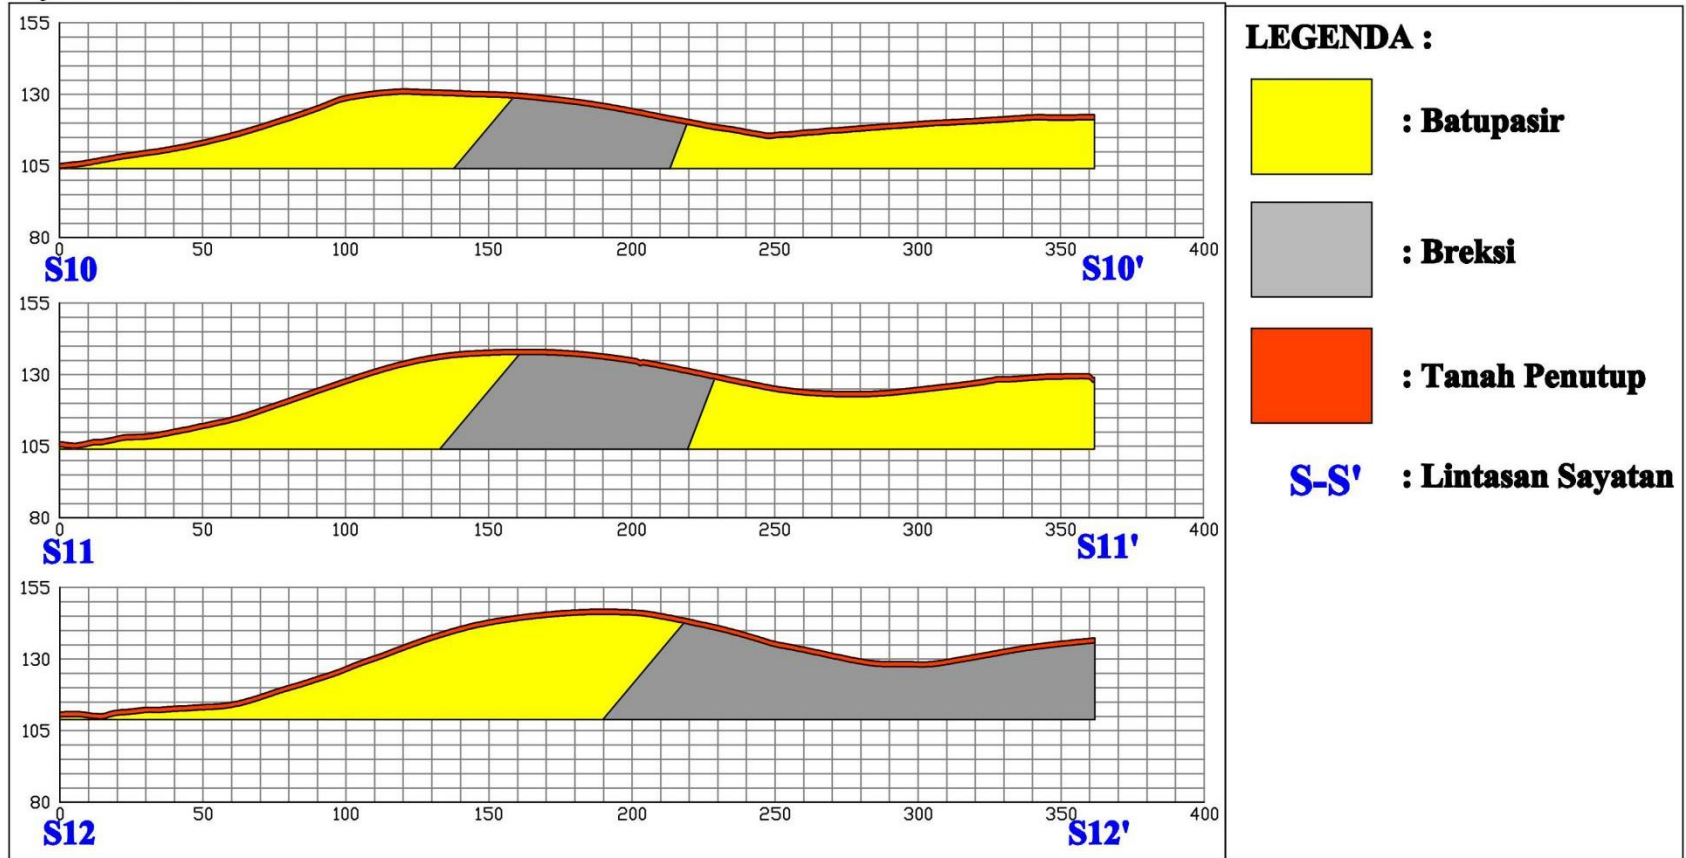 155
130
105
80
0 50 100 150 200 250 300 350 400
S10 S10'
155
130
105
80
0 50 100 150 200 250 300 350 400
S11 S11'
155
130
105
80
0 50 100 150 200 250 300 350 400
S12 S12'
LEGENDA :
: Batupasir
: Breksi
: Tanah Penutup
S-S' : Lintasan Sayatan